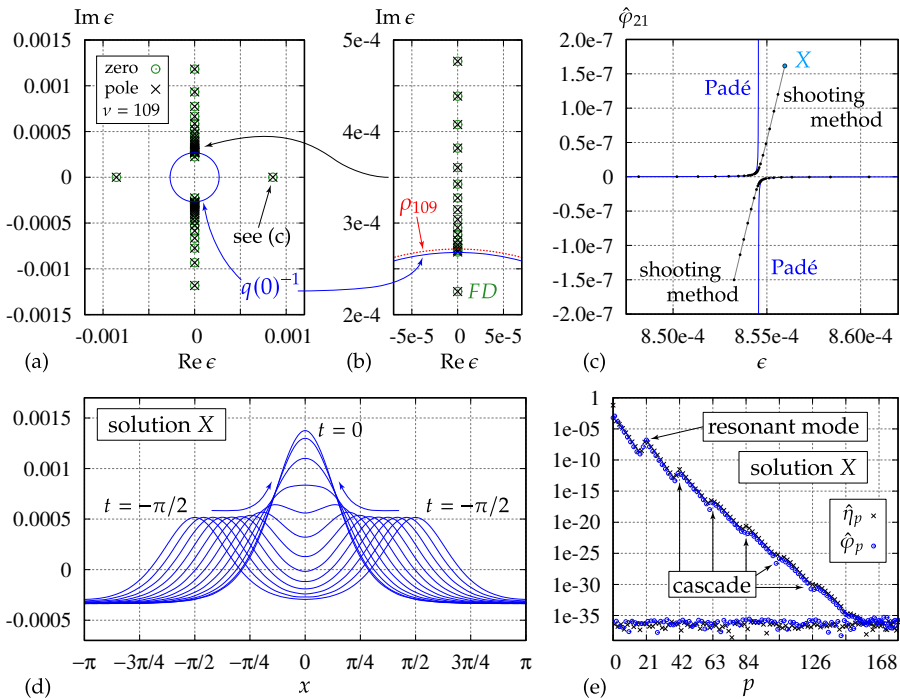 Im ϵ
0.0015
0.001
0.0005
0
-0.0005
-0.001
-0.0015
zero
pole
ν = 109
see (c)
q(0)⁻¹
-0.001
0
0.001
(a)
Re ϵ
Im ϵ
5e-4
4e-4
3e-4
2e-4
ρ₁₀₉
FD
-5e-5
0
5e-5
(b)
Re ϵ
φ̂₂₁
2.0e-7
1.5e-7
1.0e-7
0.5e-7
0
-0.5e-7
-1.0e-7
-1.5e-7
-2.0e-7
X
Padé
shooting
method
shooting
method
Padé
8.50e-4
8.55e-4
8.60e-4
(c)
ϵ
0.0015
0.001
0.0005
0
-0.0005
solution X
t = 0
t = −π/2
t = −π/2
−π
−3π/4
−π/2
−π/4
0
π/4
π/2
3π/4
π
(d)
x
1
1e-05
1e-10
1e-15
1e-20
1e-25
1e-30
1e-35
resonant mode
solution X
η̂ₚ
φ̂ₚ
cascade
0
21
42
63
84
126
168
(e)
p